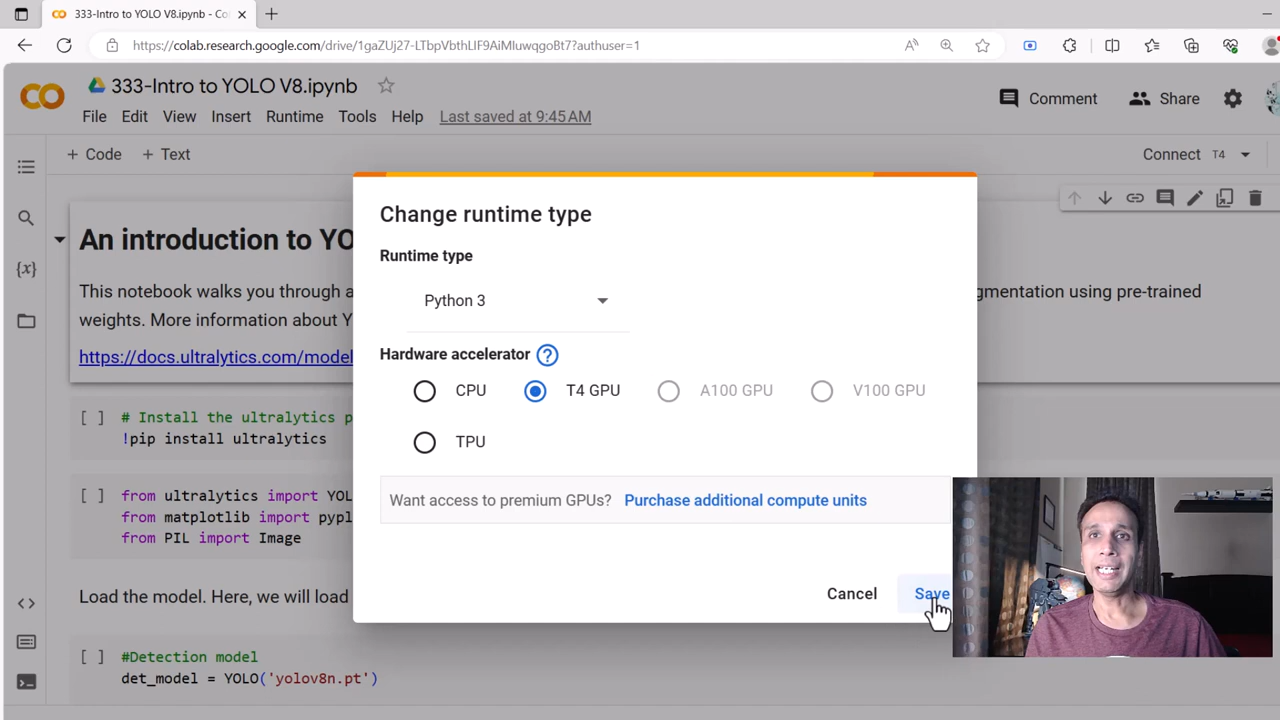 333-Intro to YOLO V8.ipynb - Co
https://colab.research.google.com/drive/1gaZUj27-LTbpVbthLIF9AiMluwqgoBt7?authuser=1
333-Intro to YOLO V8.ipynb
File Edit View Insert Runtime Tools Help Last saved at 9:45 AM
Comment Share
+ Code + Text
Connect T4
An introduction to YO
This notebook walks you through a
gmentation using pre-trained
weights. More information about Y
https://docs.ultralytics.com/model
[ ] # Install the ultralytics p
!pip install ultralytics
[ ] from ultralytics import YOL
from matplotlib import pypl
from PIL import Image
Load the model. Here, we will load
[ ] #Detection model
det_model = YOLO('yolov8n.pt')
Change runtime type
Runtime type
Python 3
Hardware accelerator ?
CPU T4 GPU A100 GPU V100 GPU
TPU
Want access to premium GPUs? Purchase additional compute units
Cancel Save